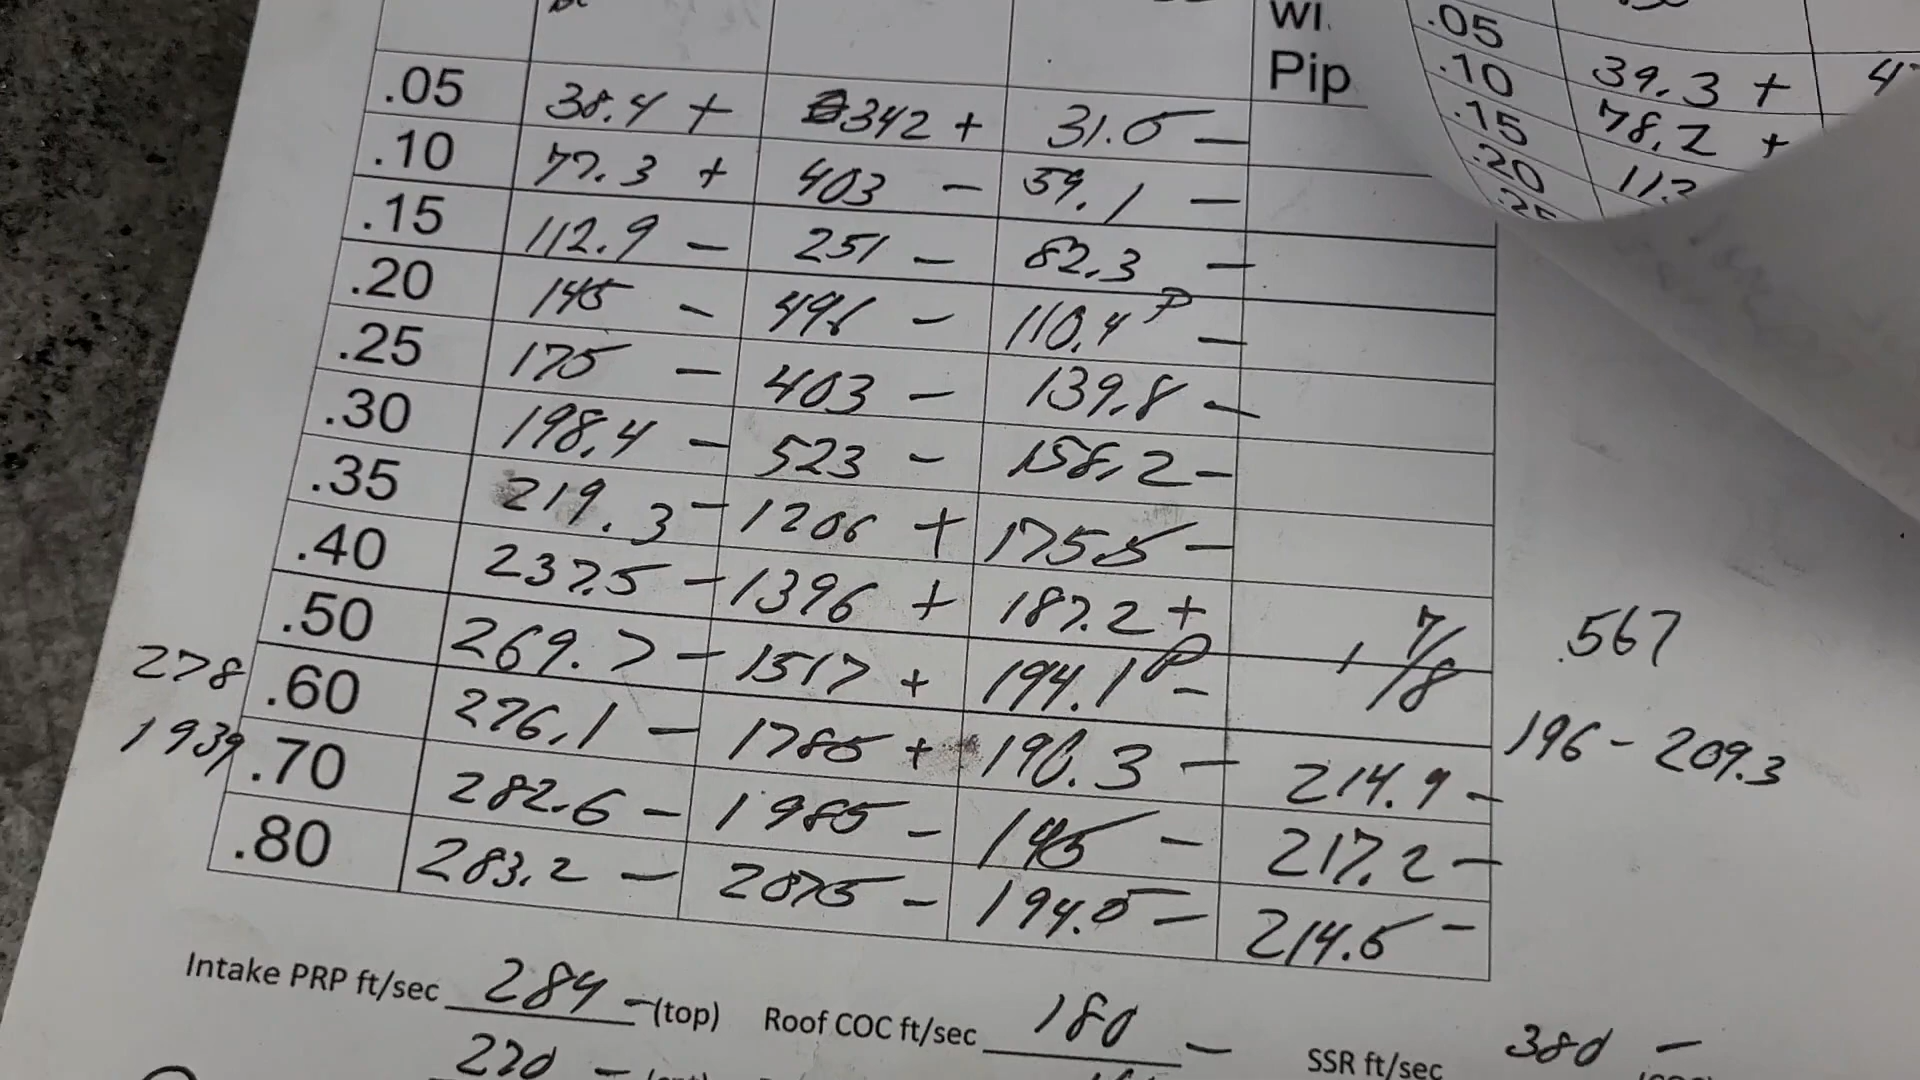 Pip
.05 38.4 + 342 + 31.5 —
.10 77.3 + 403 — 59.1 —
.15 112.9 — 251 — 82.3 —
.20 145 — 496 — 110.4 P —
.25 175 — 403 — 139.8 —
.30 198.4 — 523 — 158.2 —
.35 219.3 — 1206 + 175.5 —
.40 237.5 — 1396 + 187.2 +
.50 269.7 — 1517 + 194.1 P — 1 7/8 .567
278 .60 276.1 — 1785 + 190.3 — 214.9 — 196 - 209.3
1939 .70 282.6 — 1985 — 145 — 217.2 —
.80 283.2 — 2075 — 194.5 — 214.5 —
Intake PRP ft/sec 284 — (top) Roof COC ft/sec 180 — SSR ft/sec 380 —
220 —
.05
.10 39.3 +
.15 78.2 +
.20
.25